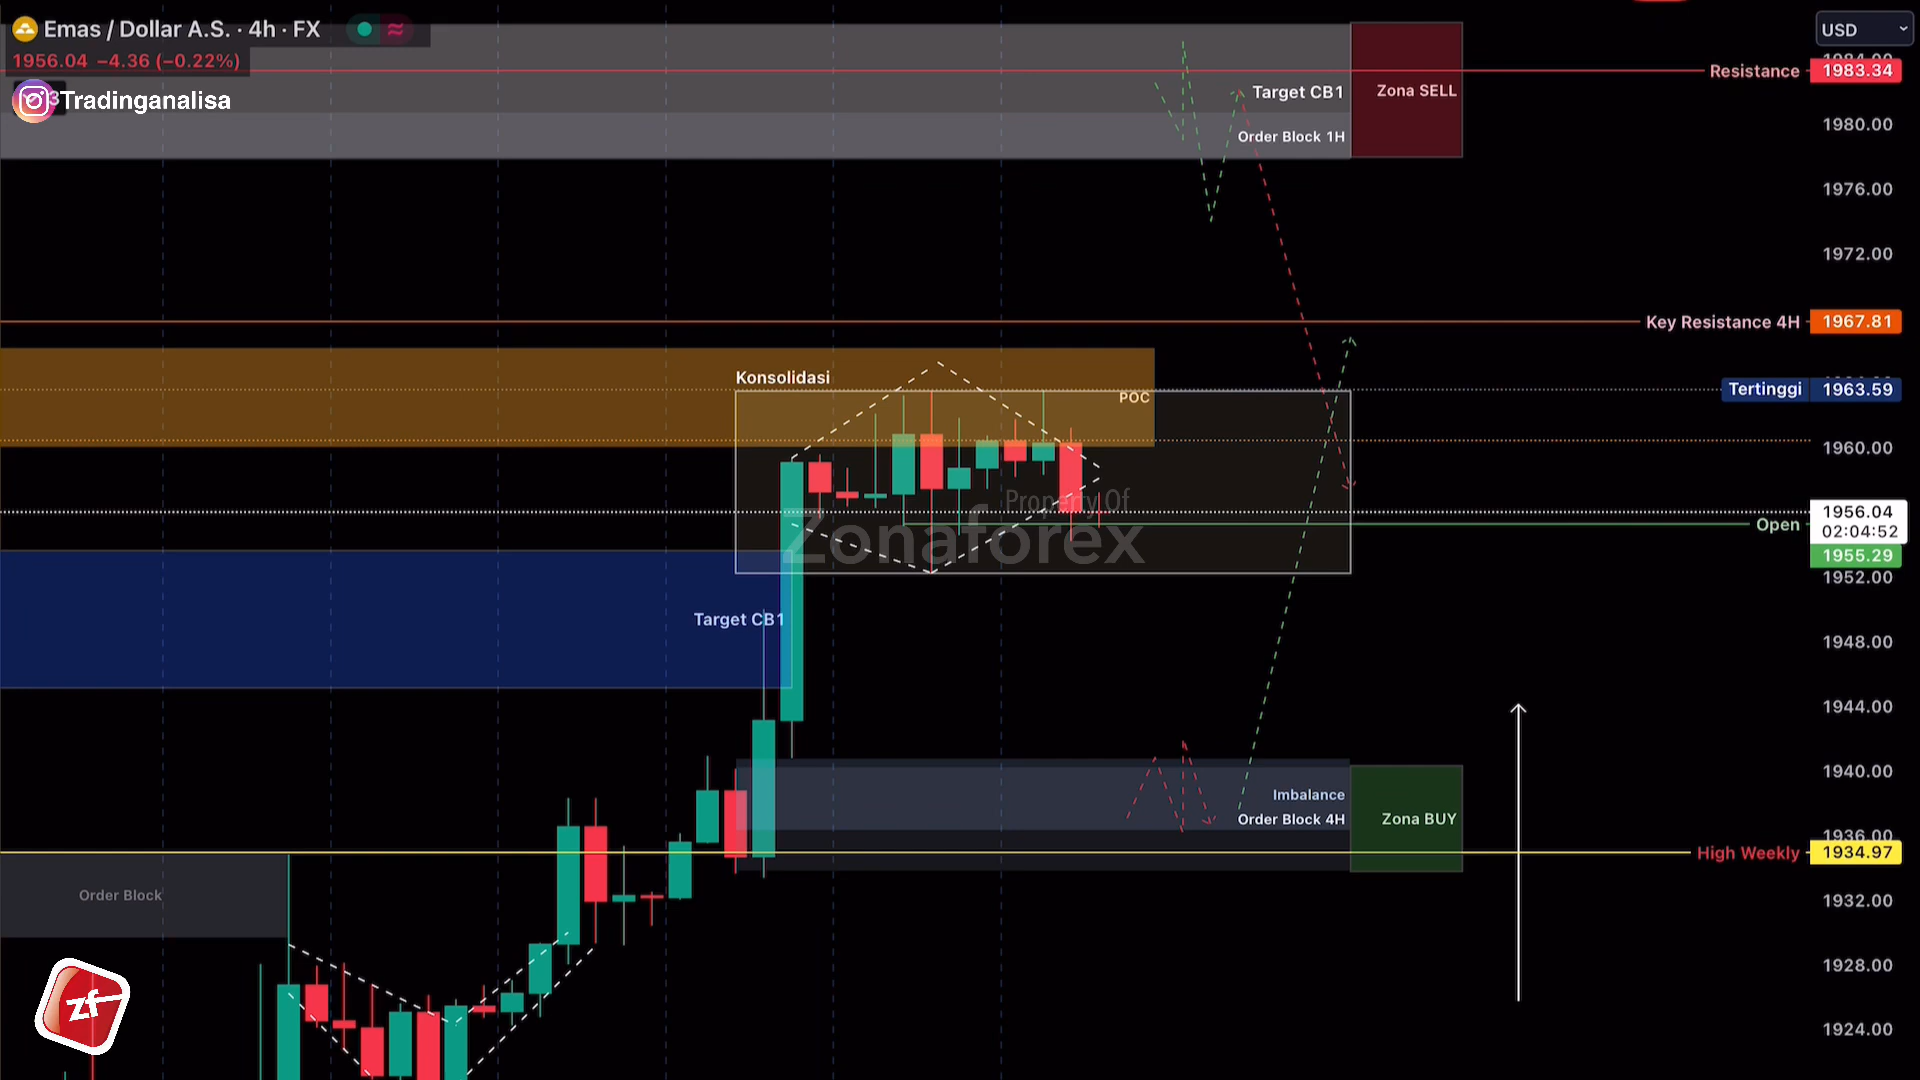 Emas / Dollar A.S. · 4h · FX
1956.04 −4.36 (−0.22%)
Tradinganalisa
USD
Resistance 1983.34
Target CB1
Zona SELL
1980.00
Order Block 1H
1976.00
1972.00
Key Resistance 4H 1967.81
Konsolidasi
POC
Tertinggi 1963.59
1960.00
Property Of
Zonaforex
1956.04
Open
02:04:52
1955.29
1952.00
Target CB1
1948.00
1944.00
1940.00
Imbalance
Order Block 4H
Zona BUY
1936.00
High Weekly 1934.97
Order Block
1932.00
1928.00
zf
1924.00